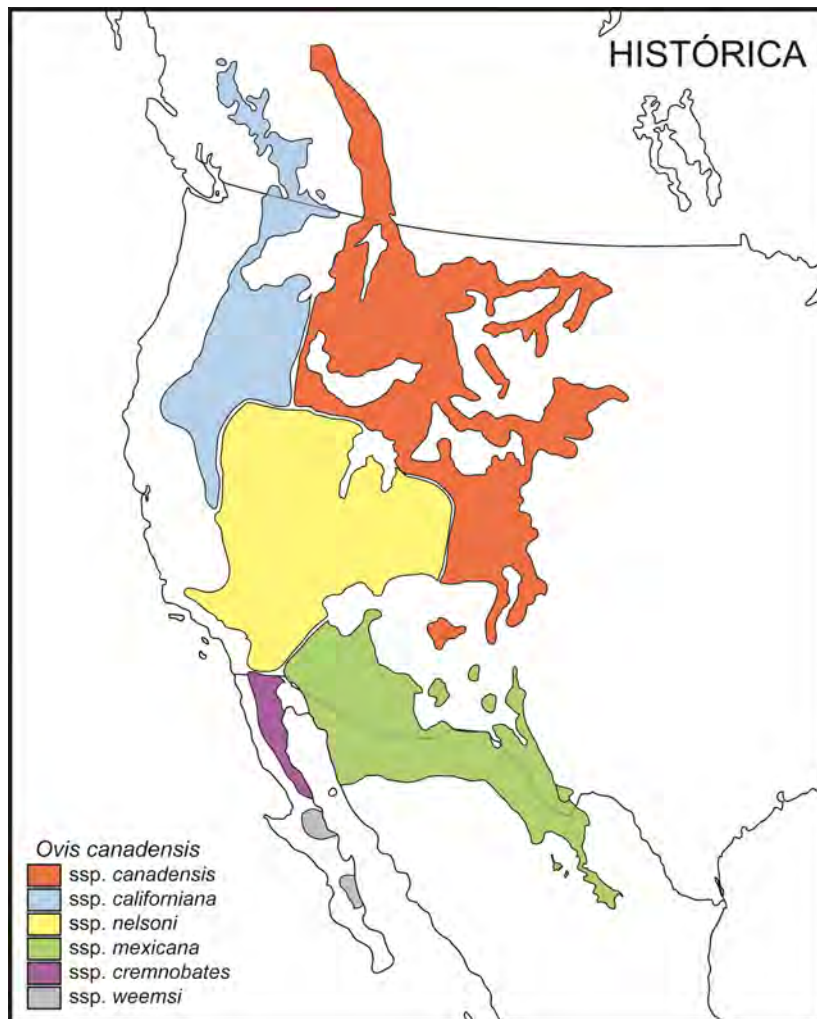 HISTÓRICA
Ovis canadensis
ssp. canadensis
ssp. californiana
ssp. nelsoni
ssp. mexicana
ssp. cremnobates
ssp. weemsi